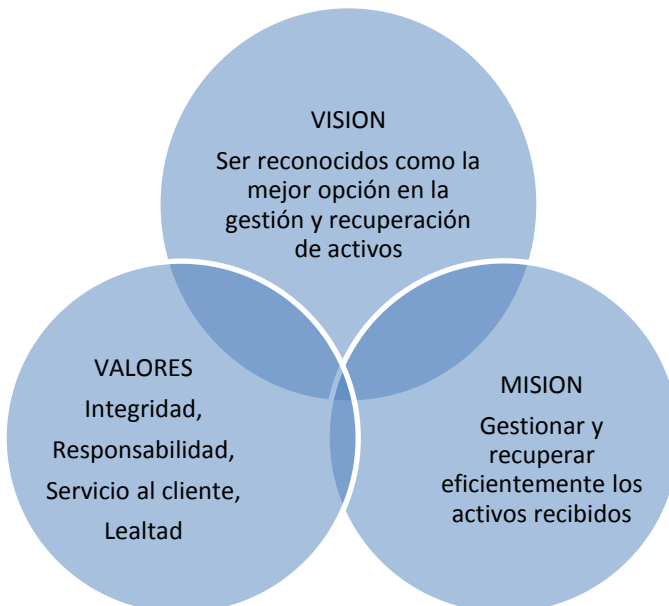 VISION
Ser reconocidos como la
mejor opción en la
gestión y recuperación
de activos
VALORES
Integridad,
Responsabilidad,
Servicio al cliente,
Lealtad
MISION
Gestionar y
recuperar
eficientemente los
activos recibidos